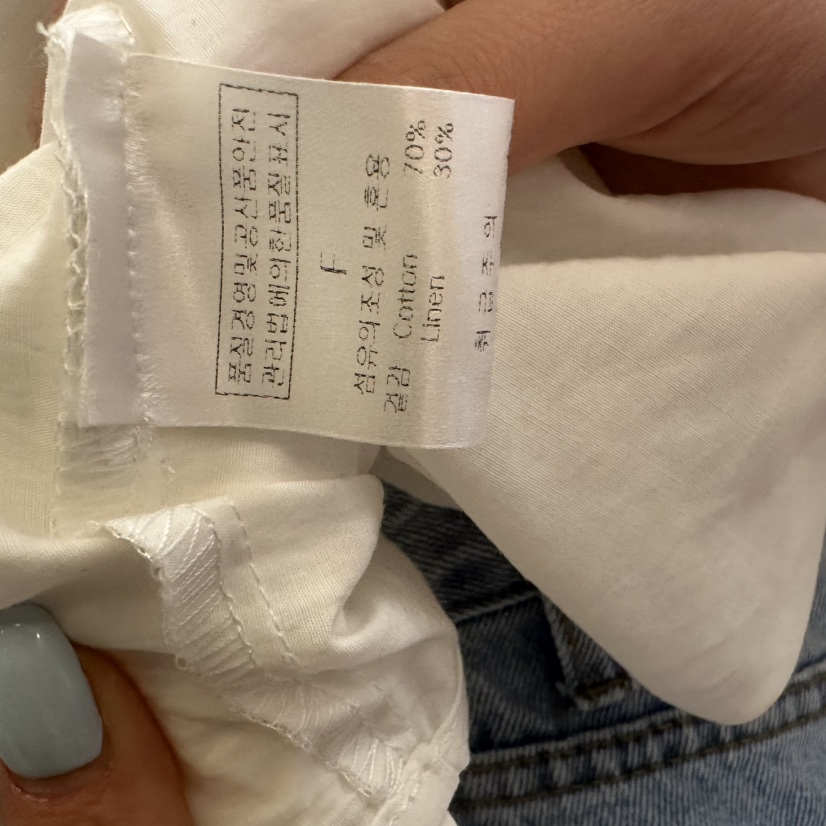 품질경영및공산품안전
관리법에의한품질표시
F
섬유의조성 및 혼용
겉감 Cotton 70%
Linen 30%
취 급 주 의